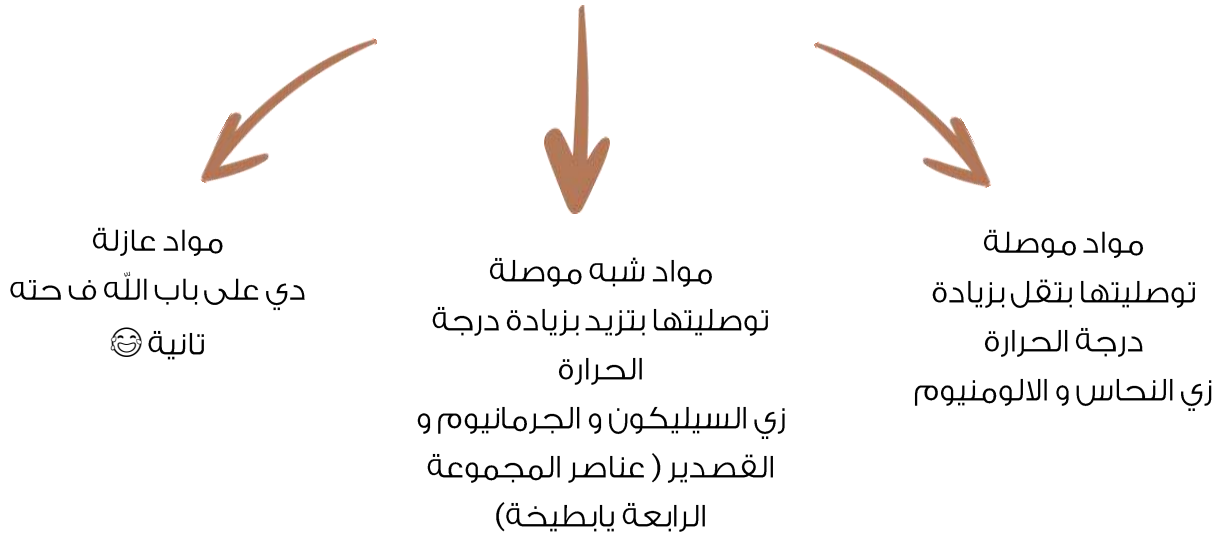 مواد موصلة
توصليتها بتقل بزيادة
درجة الحرارة
زي النحاس و الالومنيوم
مواد شبه موصلة
توصليتها بتزيد بزيادة درجة
الحرارة
زي السيليكون و الجرمانيوم و
القصدير ( عناصر المجموعة
الرابعة يابطيخة)
مواد عازلة
دي على باب الله ف حته
تانية 😂